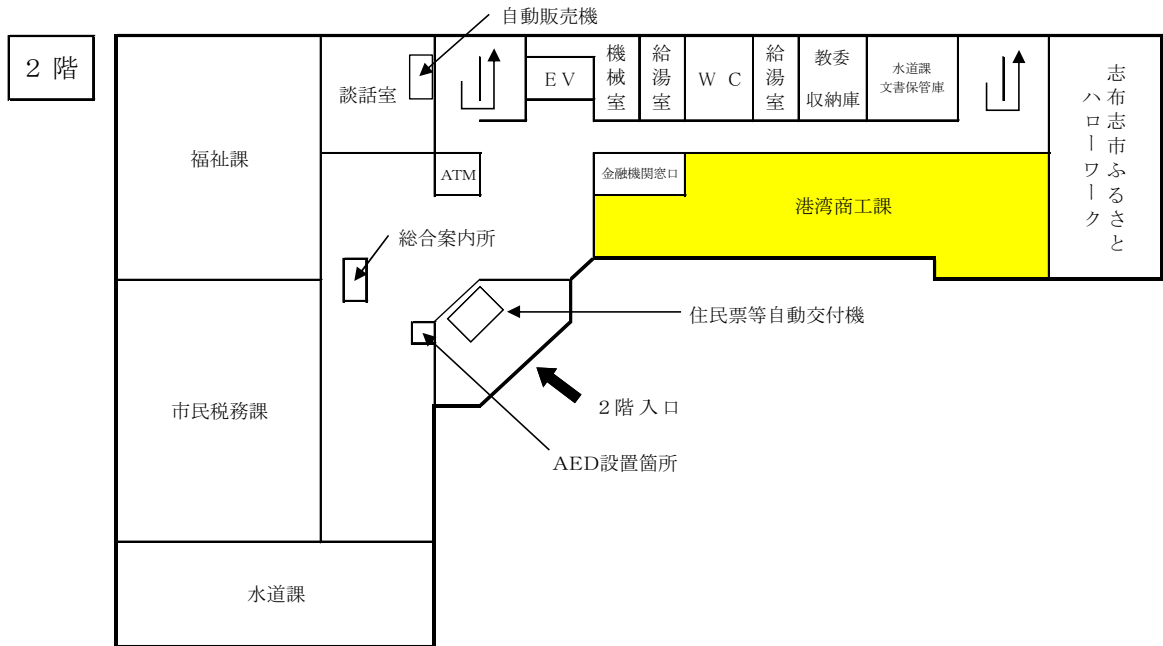 自動販売機
2 階
談話室
EV
機械室
給湯室
W C
給湯室
教委
収納庫
水道課
文書保管庫
志布志市ふるさと
ハローワーク
福祉課
ATM
金融機関窓口
港湾商工課
総合案内所
住民票等自動交付機
市民税務課
2階入口
AED設置箇所
水道課